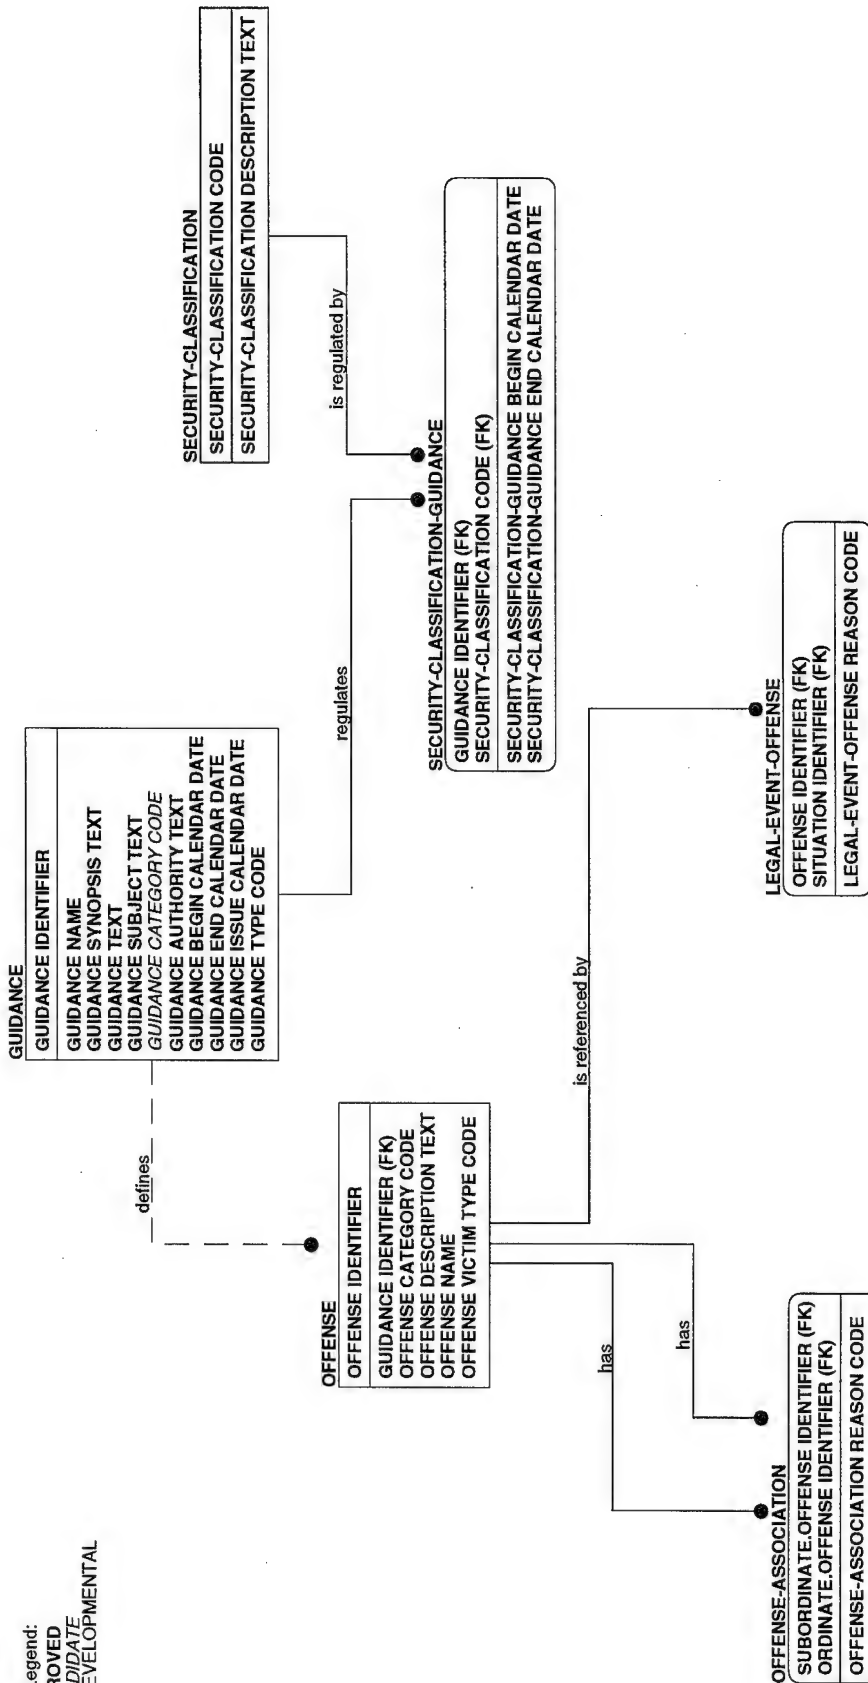 Legend:
ROVED
DIDATE
EVELOPMENTAL
GUIDANCE
GUIDANCE IDENTIFIER
GUIDANCE NAME
GUIDANCE SYNOPSIS TEXT
GUIDANCE TEXT
GUIDANCE SUBJECT TEXT
GUIDANCE CATEGORY CODE
GUIDANCE AUTHORITY TEXT
GUIDANCE BEGIN CALENDAR DATE
GUIDANCE END CALENDAR DATE
GUIDANCE ISSUE CALENDAR DATE
GUIDANCE TYPE CODE
defines
regulates
SECURITY-CLASSIFICATION
SECURITY-CLASSIFICATION CODE
SECURITY-CLASSIFICATION DESCRIPTION TEXT
is regulated by
SECURITY-CLASSIFICATION-GUIDANCE
GUIDANCE IDENTIFIER (FK)
SECURITY-CLASSIFICATION CODE (FK)
SECURITY-CLASSIFICATION-GUIDANCE BEGIN CALENDAR DATE
SECURITY-CLASSIFICATION-GUIDANCE END CALENDAR DATE
OFFENSE
OFFENSE IDENTIFIER
GUIDANCE IDENTIFIER (FK)
OFFENSE CATEGORY CODE
OFFENSE DESCRIPTION TEXT
OFFENSE NAME
OFFENSE VICTIM TYPE CODE
is referenced by
has
has
OFFENSE-ASSOCIATION
SUBORDINATE.OFFENSE IDENTIFIER (FK)
ORDINATE.OFFENSE IDENTIFIER (FK)
OFFENSE-ASSOCIATION REASON CODE
LEGAL-EVENT-OFFENSE
OFFENSE IDENTIFIER (FK)
SITUATION IDENTIFIER (FK)
LEGAL-EVENT-OFFENSE REASON CODE